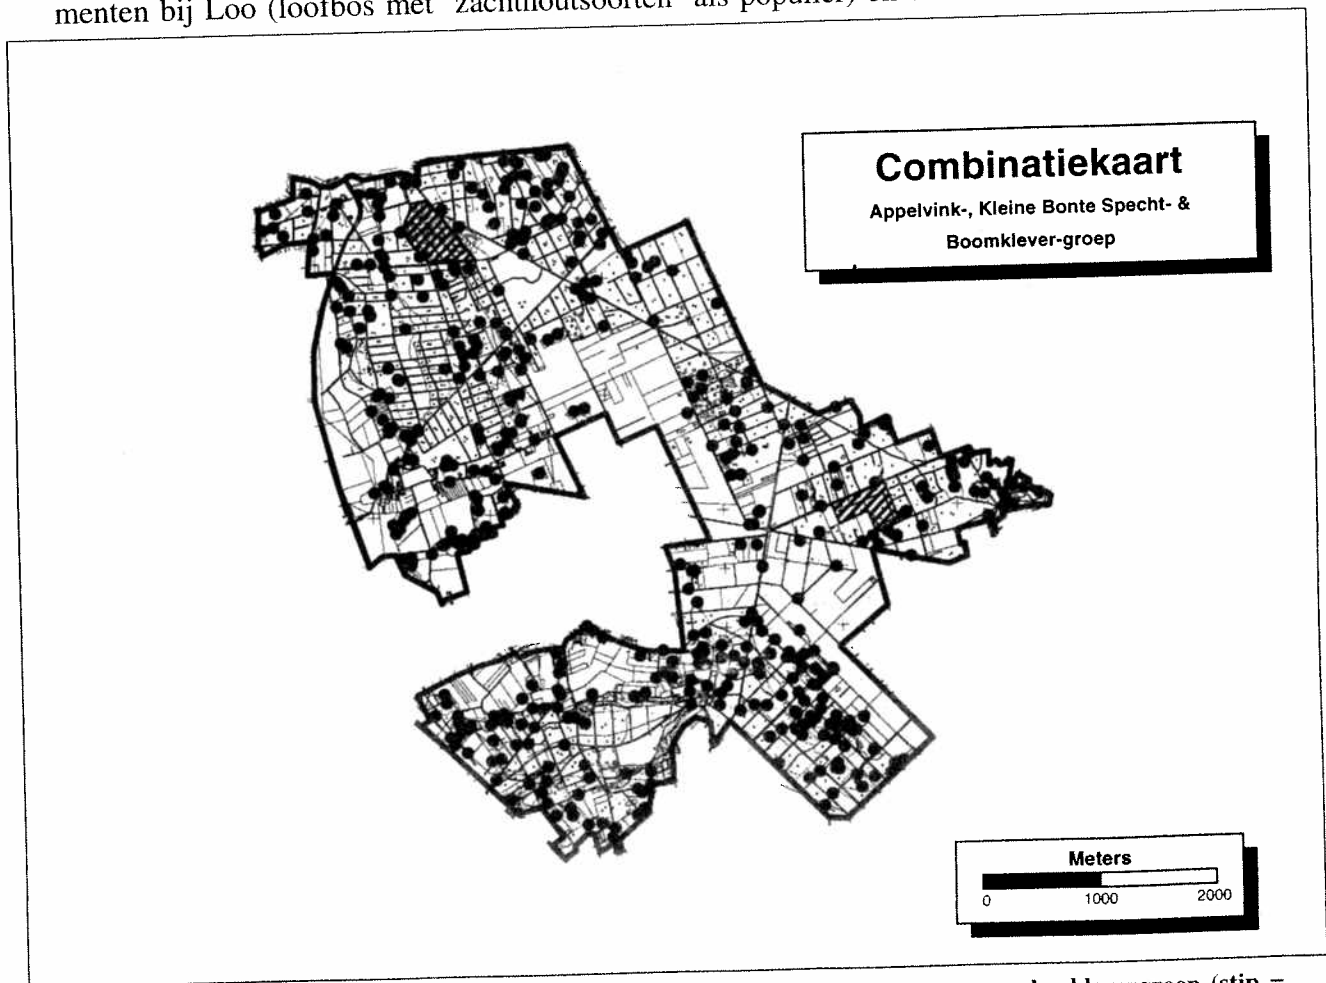 menten bij Loo (loofbos met "zachthoutsoorten" als populier) en
Combinatiekaart
Appelvink-, Kleine Bonte Specht- &
Boomklever-groep
Meters
0 1000 2000
(stip =